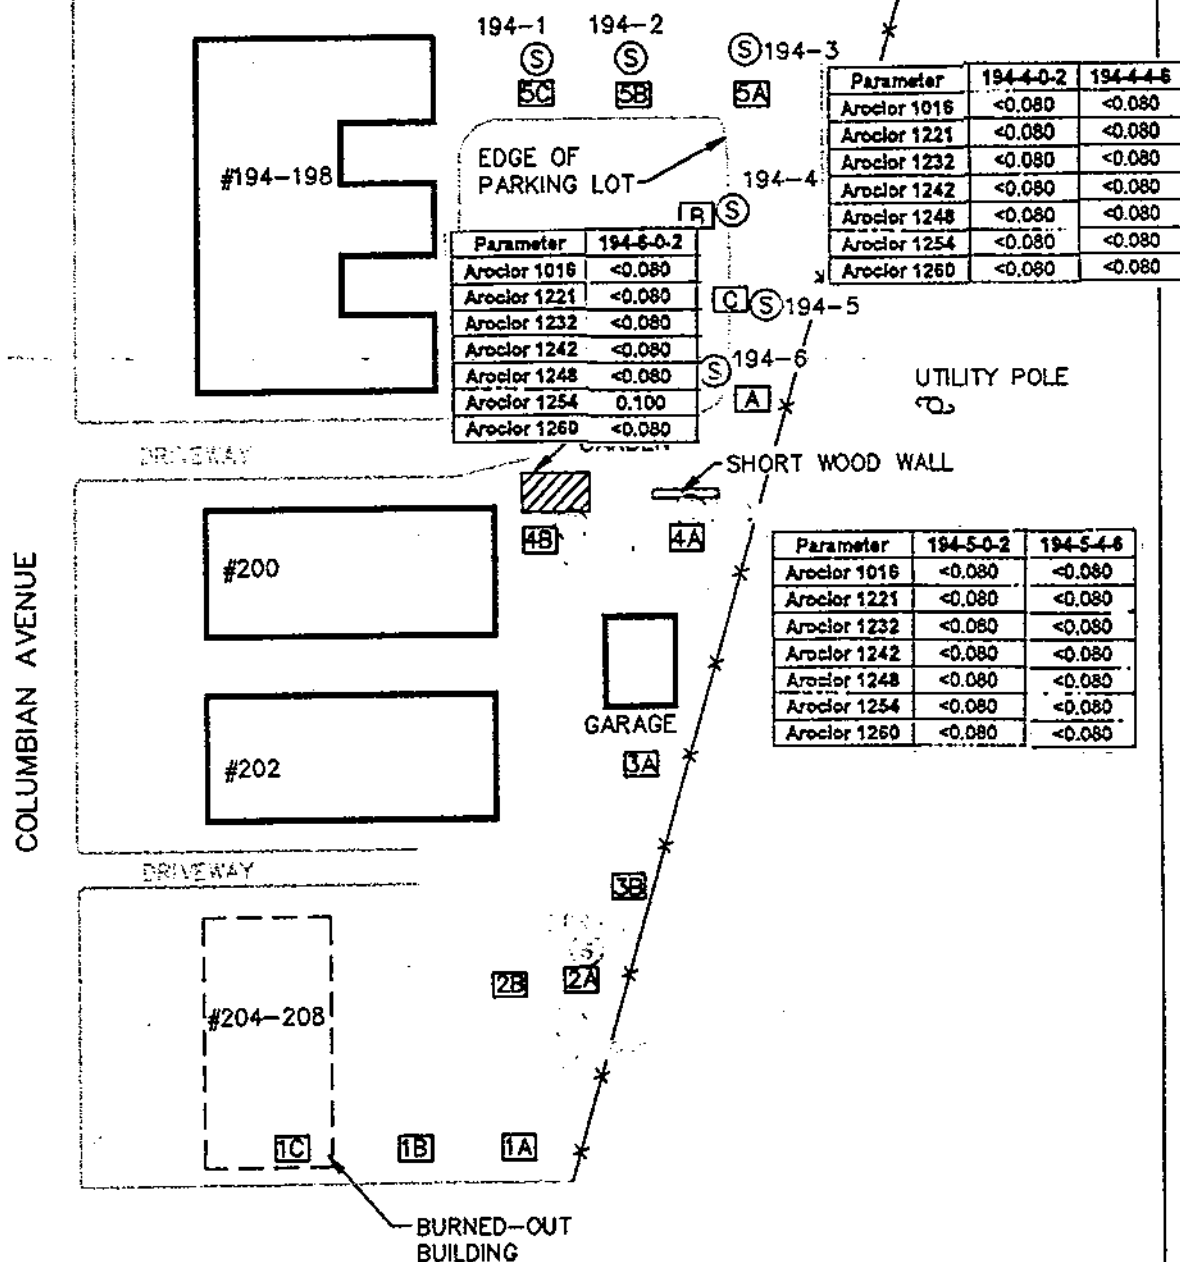 194-1
194-2
S
S
S 194-3
5C
5B
5A
Parameter 194-4-0-2 194-4-4-6
Aroclor 1016 <0.080 <0.080
Aroclor 1221 <0.080 <0.080
Aroclor 1232 <0.080 <0.080
Aroclor 1242 <0.080 <0.080
Aroclor 1248 <0.080 <0.080
Aroclor 1254 <0.080 <0.080
Aroclor 1260 <0.080 <0.080
EDGE OF
PARKING LOT
#194-198
194-4
B S
Parameter 194-6-0-2
Aroclor 1016 <0.080
Aroclor 1221 <0.080
Aroclor 1232 <0.080
Aroclor 1242 <0.080
Aroclor 1248 <0.080
Aroclor 1254 0.100
Aroclor 1260 <0.080
C S 194-5
S 194-6
A
UTILITY POLE
DRIVEWAY
GARDEN
SHORT WOOD WALL
4B
4A
#200
Parameter 194-5-0-2 194-5-4-6
Aroclor 1016 <0.080 <0.080
Aroclor 1221 <0.080 <0.080
Aroclor 1232 <0.080 <0.080
Aroclor 1242 <0.080 <0.080
Aroclor 1248 <0.080 <0.080
Aroclor 1254 <0.080 <0.080
Aroclor 1260 <0.080 <0.080
COLUMBIAN AVENUE
GARAGE
#202
3A
DRIVEWAY
3B
S
2B
2A
#204-208
1C
1B
1A
BURNED-OUT
BUILDING